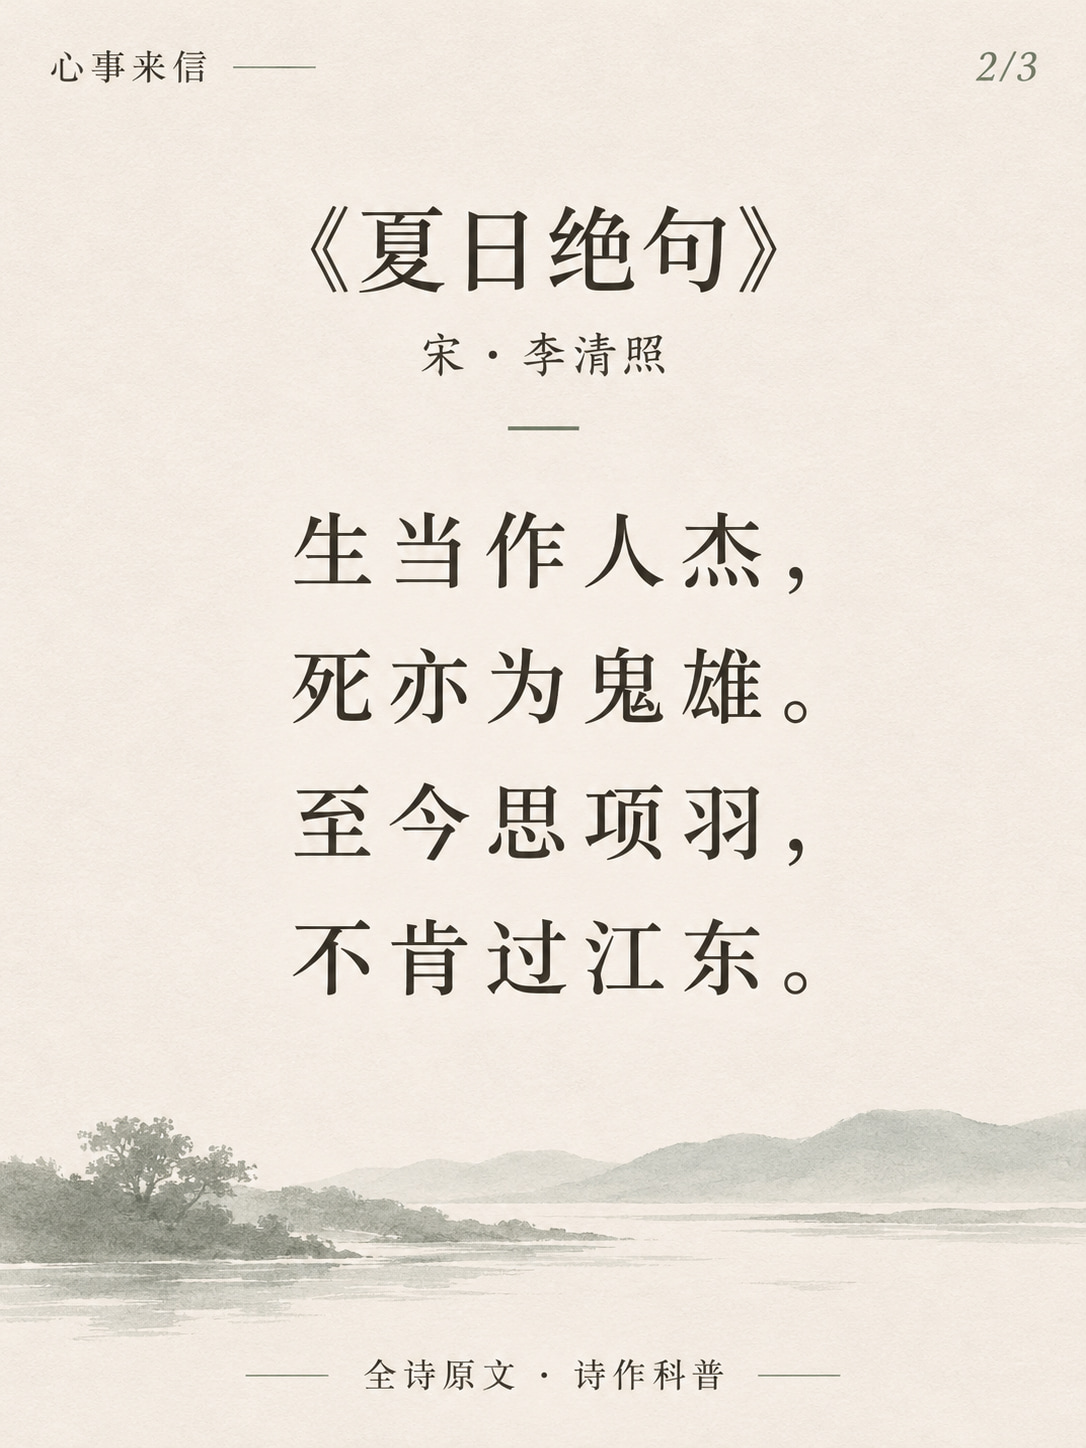 心事来信
2/3
《夏日绝句》
宋·李清照
生当作人杰，
死亦为鬼雄。
至今思项羽，
不肯过江东。
全诗原文·诗作科普